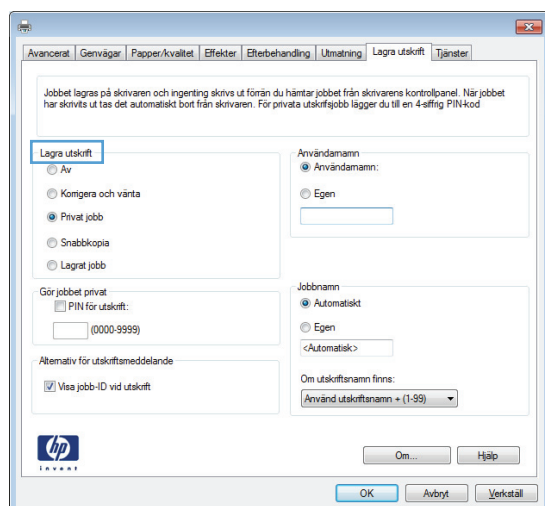 Avancerat Genvägar Papper/kvalitet Effekter Efterbehandling Utmatning Lagra utskrift Tjänster
Jobbet lagras på skrivaren och ingenting skrivs ut förrän du hämtar jobbet från skrivarens kontrollpanel. När jobbet
har skrivits ut tas det automatiskt bort från skrivaren. För privata utskrifsjobb lägger du till en 4-siffrig PIN-kod
Lagra utskrift
Av
Korrigera och vänta
Privat jobb
Snabbkopia
Lagrat jobb
Gör jobbet privat
PIN för utskrift:
(0000-9999)
Alternativ för utskriftsmeddelande
Visa jobb-ID vid utskrift
Användarnamn
Användarnamn:
Egen
Jobbnamn
Automatiskt
Egen
<Automatisk>
Om utskriftsnamn finns:
Använd utskriftsnamn + (1-99)
hp
invent
Om... Hjälp
OK Avbryt Verkställ